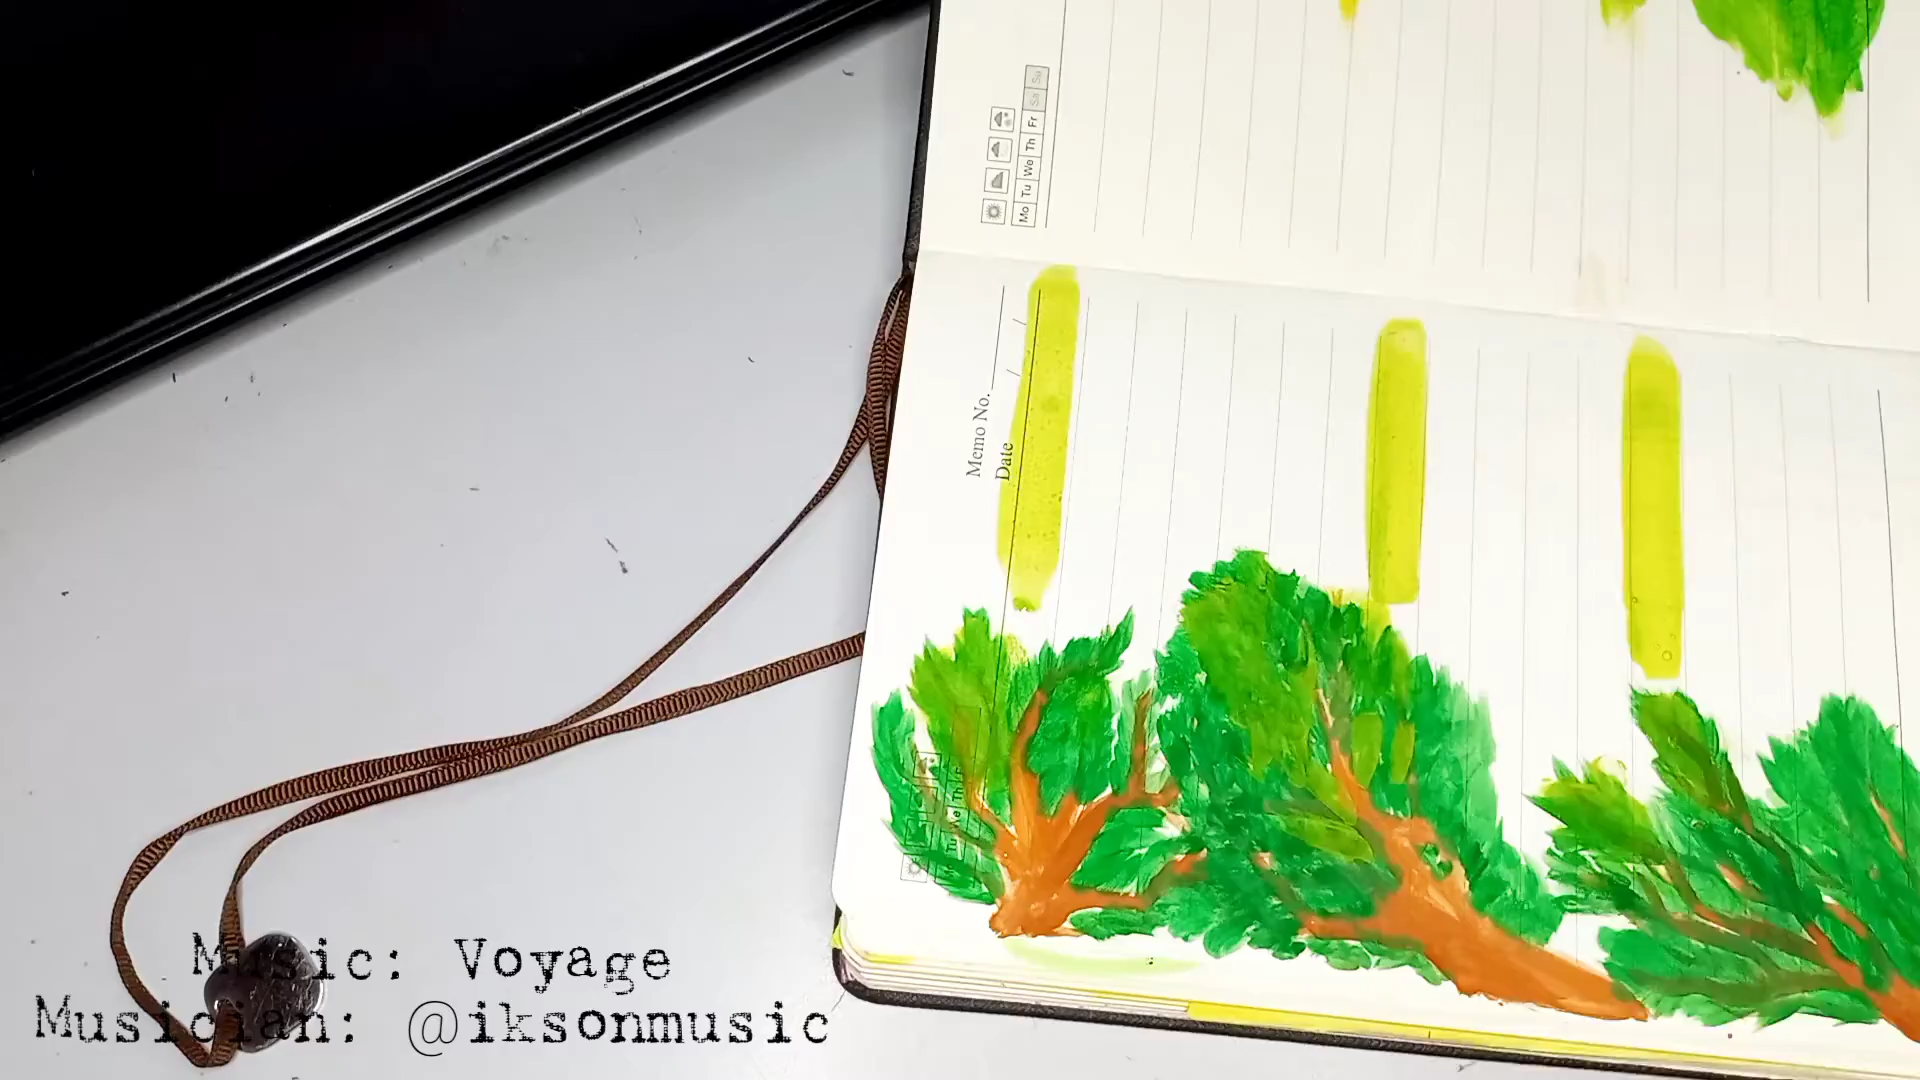 Mo Tu We Th Fr Sa Su
Memo No.
Date / /
Music: Voyage
Musician: @iksonmusic